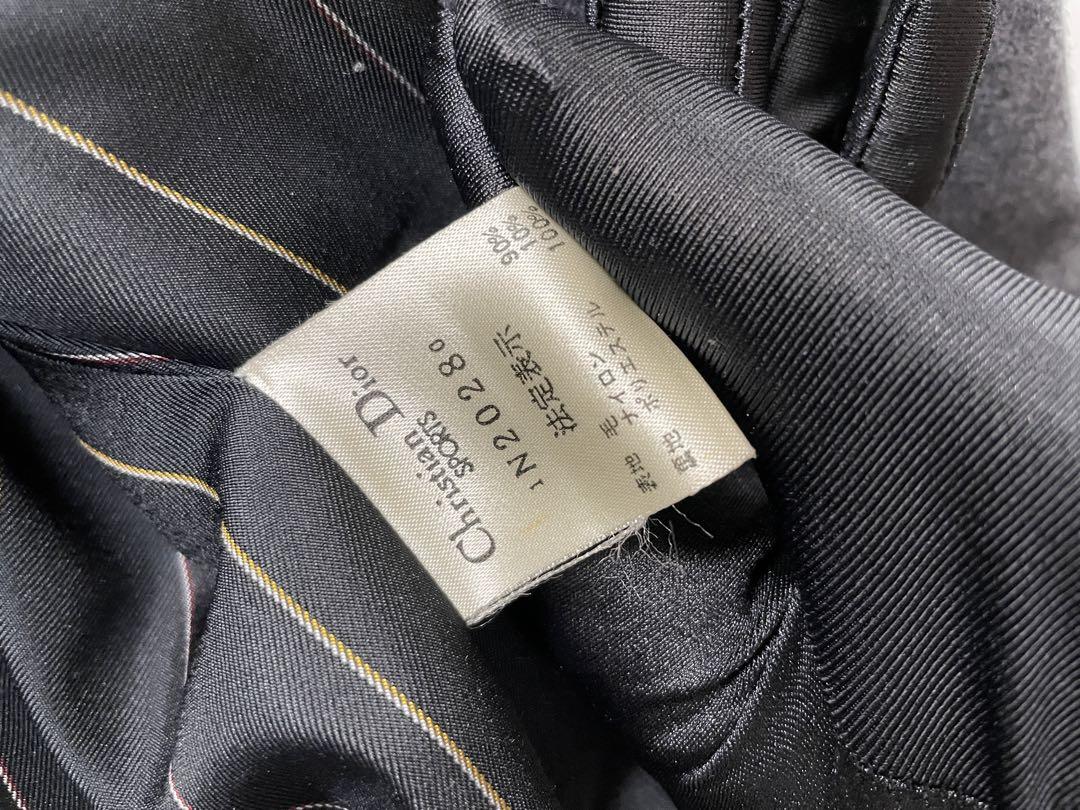 Christian Dior
SPORTS
1N20280
法定表示
表地 毛 90%
ナイロン 10%
裏地 ポリエステル 100%